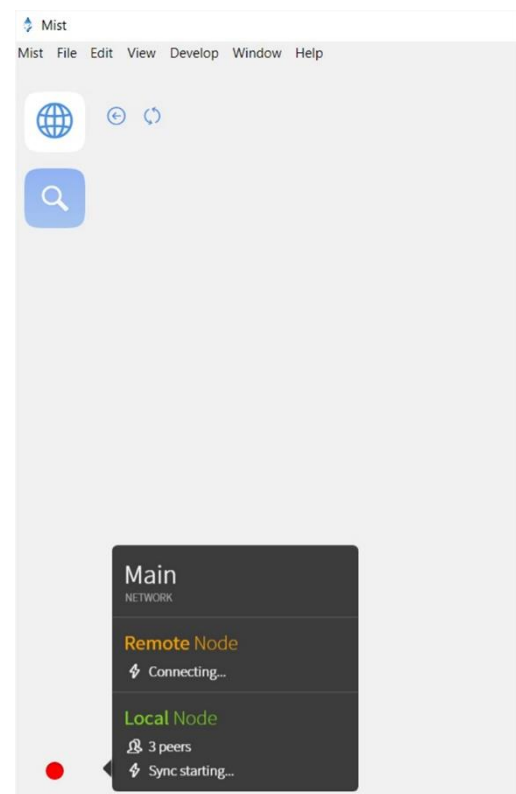 Mist
Mist File Edit View Develop Window Help
Main
NETWORK
Remote Node
Connecting...
Local Node
3 peers
Sync starting...